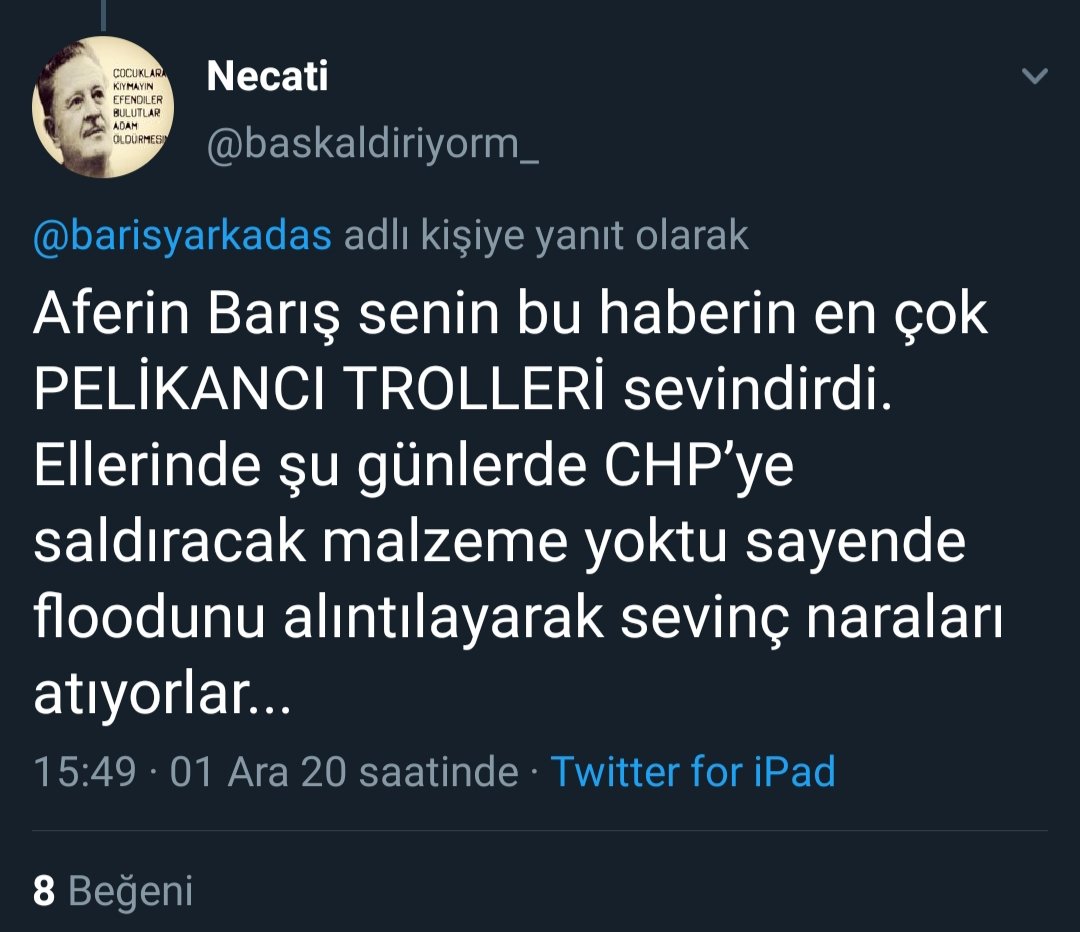 ÇOCUKLARA
KIYMAYIN
EFENDİLER
BULUTLAR
ADAM
ÖLDÜRMESİN
Necati
@baskaldiriyorm_
@barisyarkadas adlı kişiye yanıt olarak
Aferin Barış senin bu haberin en çok
PELİKANCI TROLLERİ sevindirdi.
Ellerinde şu günlerde CHP’ye
saldıracak malzeme yoktu sayende
floodunu alıntılayarak sevinç naraları
atıyorlar...
15:49 · 01 Ara 20 saatinde · Twitter for iPad
8 Beğeni